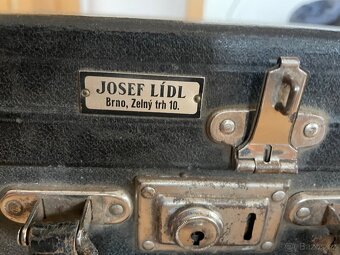 JOSEF LÍDL
Brno, Zelný trh 10.